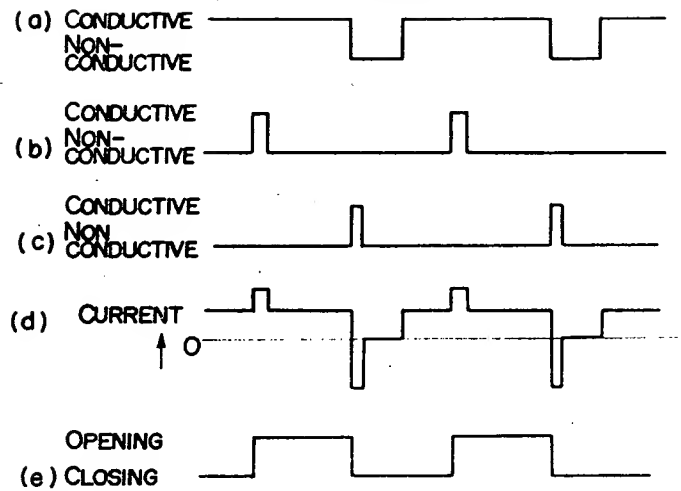 (a) CONDUCTIVE
NON-
CONDUCTIVE
CONDUCTIVE
NON-
(b) CONDUCTIVE
CONDUCTIVE
NON
(c) CONDUCTIVE
(d) CURRENT
0
OPENING
(e) CLOSING